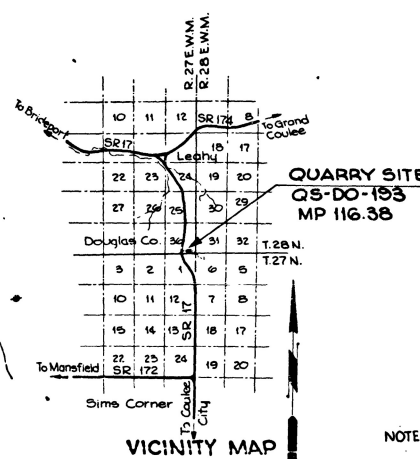 R. 27 E.W.M.
R. 28 E.W.M.
To Bridgeport
10 11 12 SR 174 8
To Grand
Coulee
SR 17
Leahy
18 17
22 23 24 19 20
27 26 25 30 29
Douglas Co. 36 31 32
QUARRY SITE
QS-DO-193
MP 116.38
T. 28 N.
T. 27 N.
3 2 1 6 5
10 11 12 7 8
15 14 13 18 17
SR 17
22 23 24 19 20
To Mansfield
SR 172
Sims Corner
To Coulee
City
VICINITY MAP
NOTE